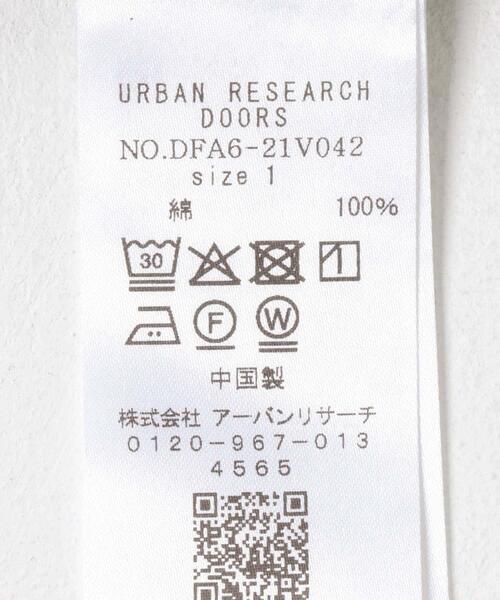 URBAN RESEARCH
DOORS
NO.DFA6-21V042
size 1
綿 100%
30
F W
中国製
株式会社 アーバンリサーチ
0120-967-013
4565